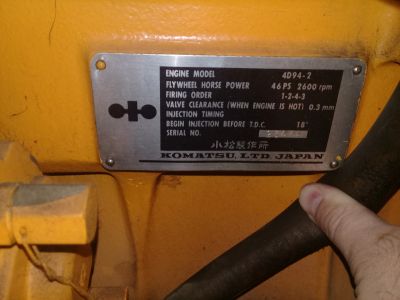 ENGINE MODEL 4D94-2
FLYWHEEL HORSE POWER 46 PS 2600 rpm
FIRING ORDER 1-2-4-3
VALVE CLEARANCE (WHEN ENGINE IS HOT) 0.3 mm
INJECTION TIMING
BEGIN INJECTION BEFORE T.D.C. 18°
SERIAL NO.
小松製作所
KOMATSU, LTD. JAPAN